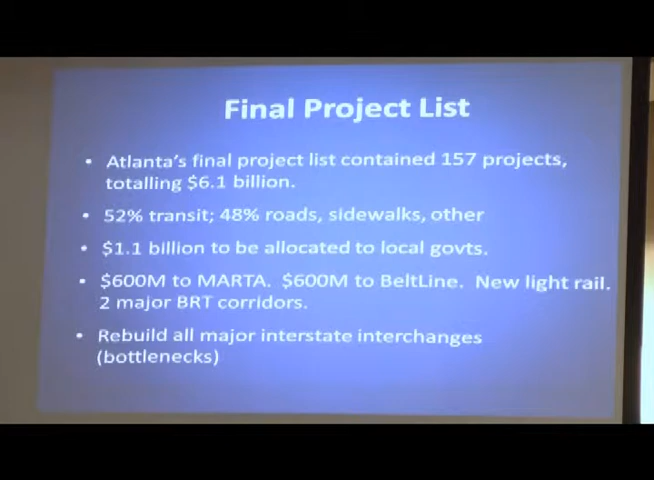 Final Project List
• Atlanta's final project list contained 157 projects,
totalling $6.1 billion.
• 52% transit; 48% roads, sidewalks, other
• $1.1 billion to be allocated to local govts.
• $600M to MARTA. $600M to BeltLine. New light rail.
2 major BRT corridors.
• Rebuild all major interstate interchanges
(bottlenecks)